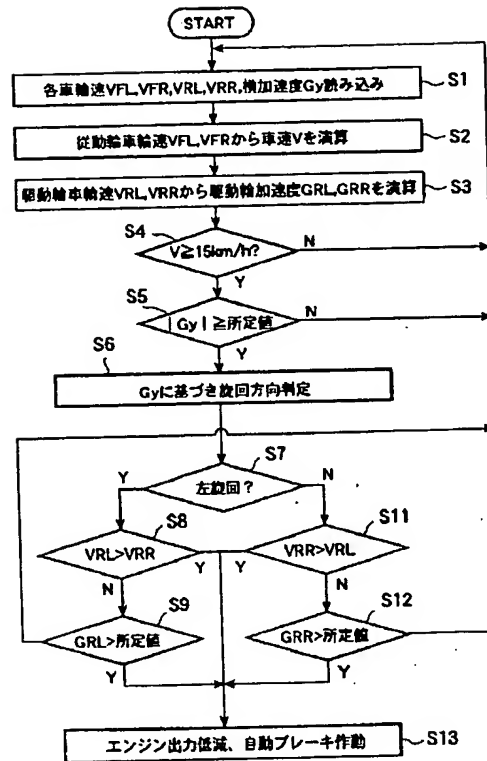 START
各車輪速VFL,VFR,VRL,VRR,横加速度Gy読み込み
S1
従動輪車輪速VFL,VFRから車速Vを演算
S2
駆動輪車輪速VRL,VRRから駆動輪加速度GRL,GRRを演算
S3
S4
V≧15km/h?
N
Y
S5
|Gy|≧所定値
N
Y
S6
Gyに基づき旋回方向判定
S7
左旋回？
Y
N
S8
VRL>VRR
Y
N
S11
VRR>VRL
Y
N
S9
GRL>所定値
Y
S12
GRR>所定値
Y
エンジン出力低減、自動ブレーキ作動
S13